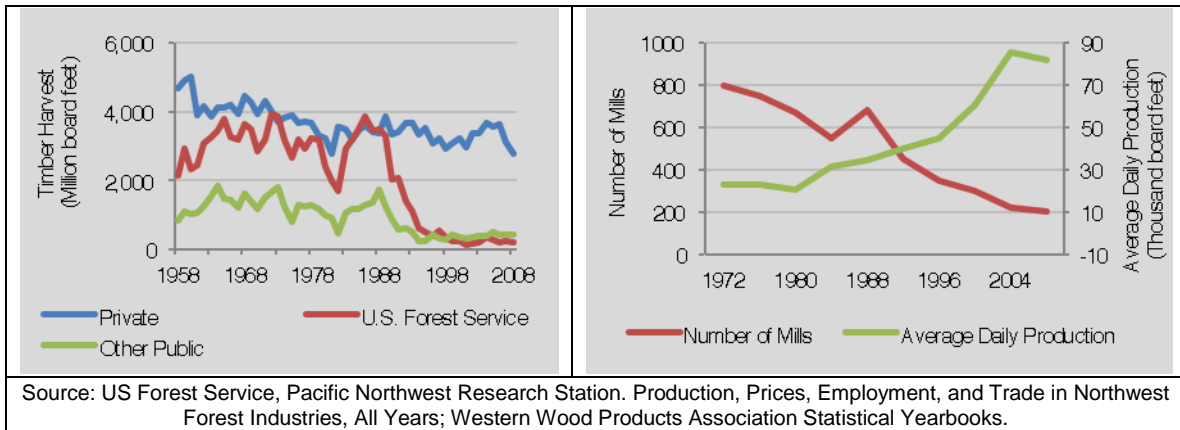 6,000
4,000
2,000
0
Timber Harvest
(Million board feet)
1958 1968 1978 1988 1998 2008
Private
U.S. Forest Service
Other Public
1000
800
600
400
200
0
Number of Mills
90
70
50
30
10
-10
Average Daily Production
(Thousand board feet)
1972 1980 1988 1996 2004
Number of Mills
Average Daily Production
Source: US Forest Service, Pacific Northwest Research Station. Production, Prices, Employment, and Trade in Northwest
Forest Industries, All Years; Western Wood Products Association Statistical Yearbooks.